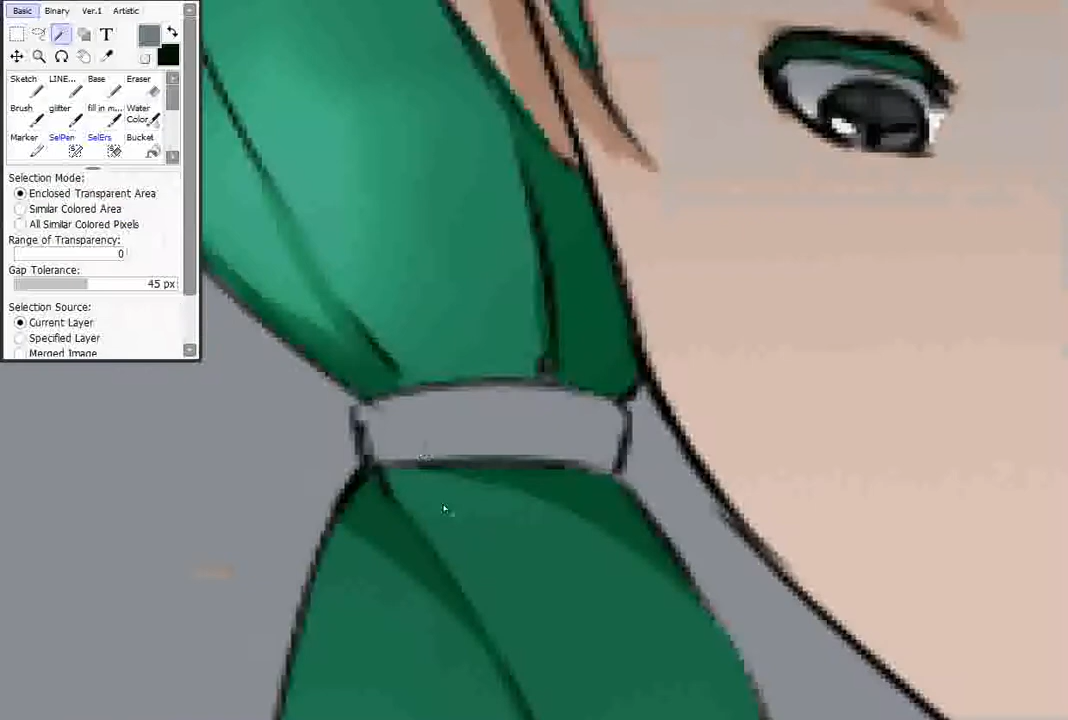 Basic Binary Ver.1 Artistic
T
Sketch LINE... Base Eraser
Brush glitter fill in m... Water Color
Marker SelPen SelErs Bucket
Selection Mode:
Enclosed Transparent Area
Similar Colored Area
All Similar Colored Pixels
Range of Transparency:
0
Gap Tolerance:
45 px
Selection Source:
Current Layer
Specified Layer
Merged Image